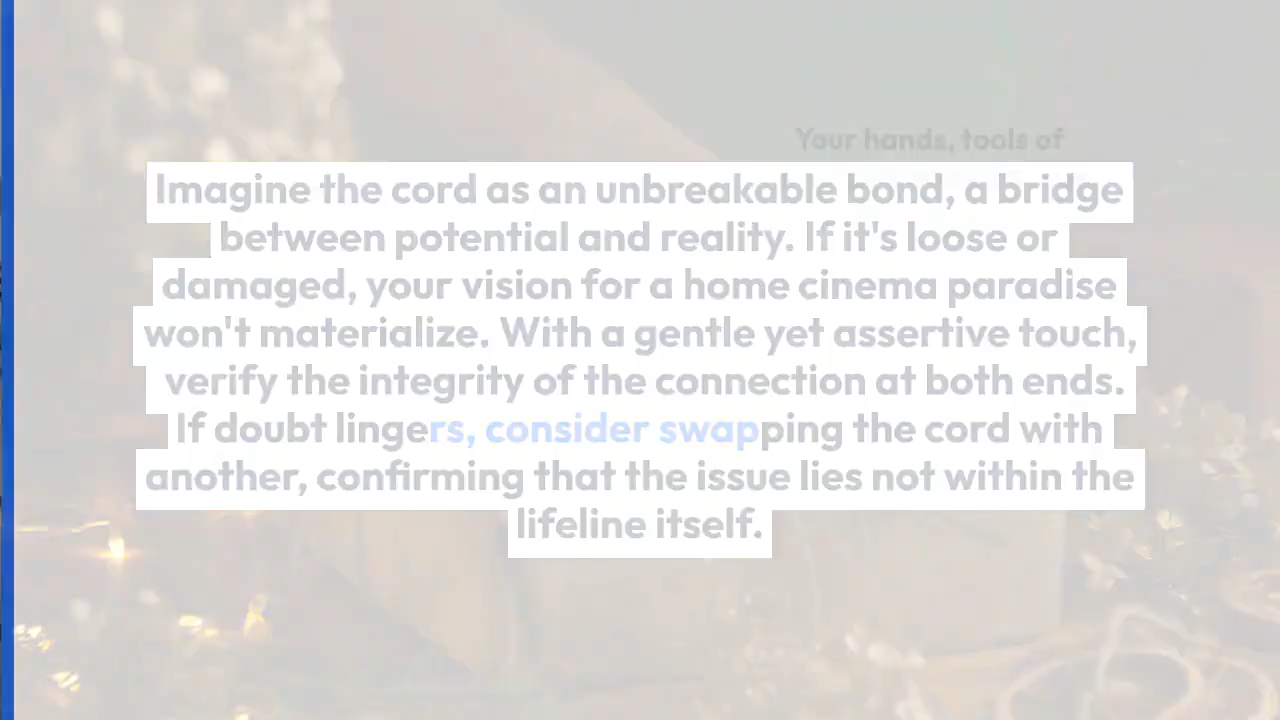 Your hands, tools of
Imagine the cord as an unbreakable bond, a bridge
between potential and reality. If it's loose or
damaged, your vision for a home cinema paradise
won't materialize. With a gentle yet assertive touch,
verify the integrity of the connection at both ends.
If doubt lingers, consider swapping the cord with
another, confirming that the issue lies not within the
lifeline itself.